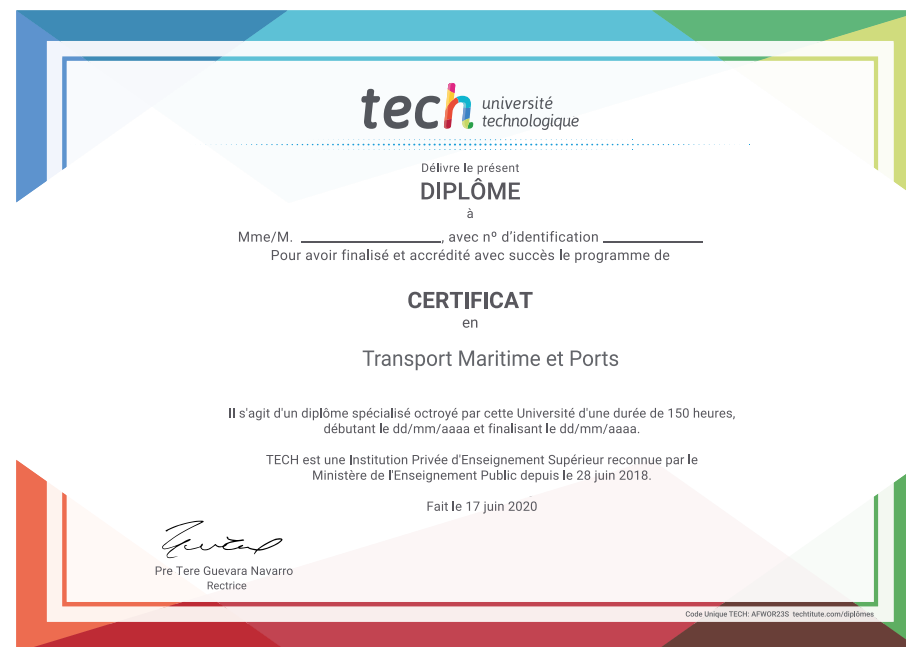 tech université
technologique
Délivre le présent
DIPLÔME
à
Mme/M. ____________________, avec nº d'identification ______________
Pour avoir finalisé et accrédité avec succès le programme de
CERTIFICAT
en
Transport Maritime et Ports
Il s'agit d'un diplôme spécialisé octroyé par cette Université d'une durée de 150 heures,
débutant le dd/mm/aaaa et finalisant le dd/mm/aaaa.
TECH est une Institution Privée d'Enseignement Supérieur reconnue par le
Ministère de l'Enseignement Public depuis le 28 juin 2018.
Fait le 17 juin 2020
Pre Tere Guevara Navarro
Rectrice
Code Unique TECH: AFWOR23S techtitute.com/diplômes